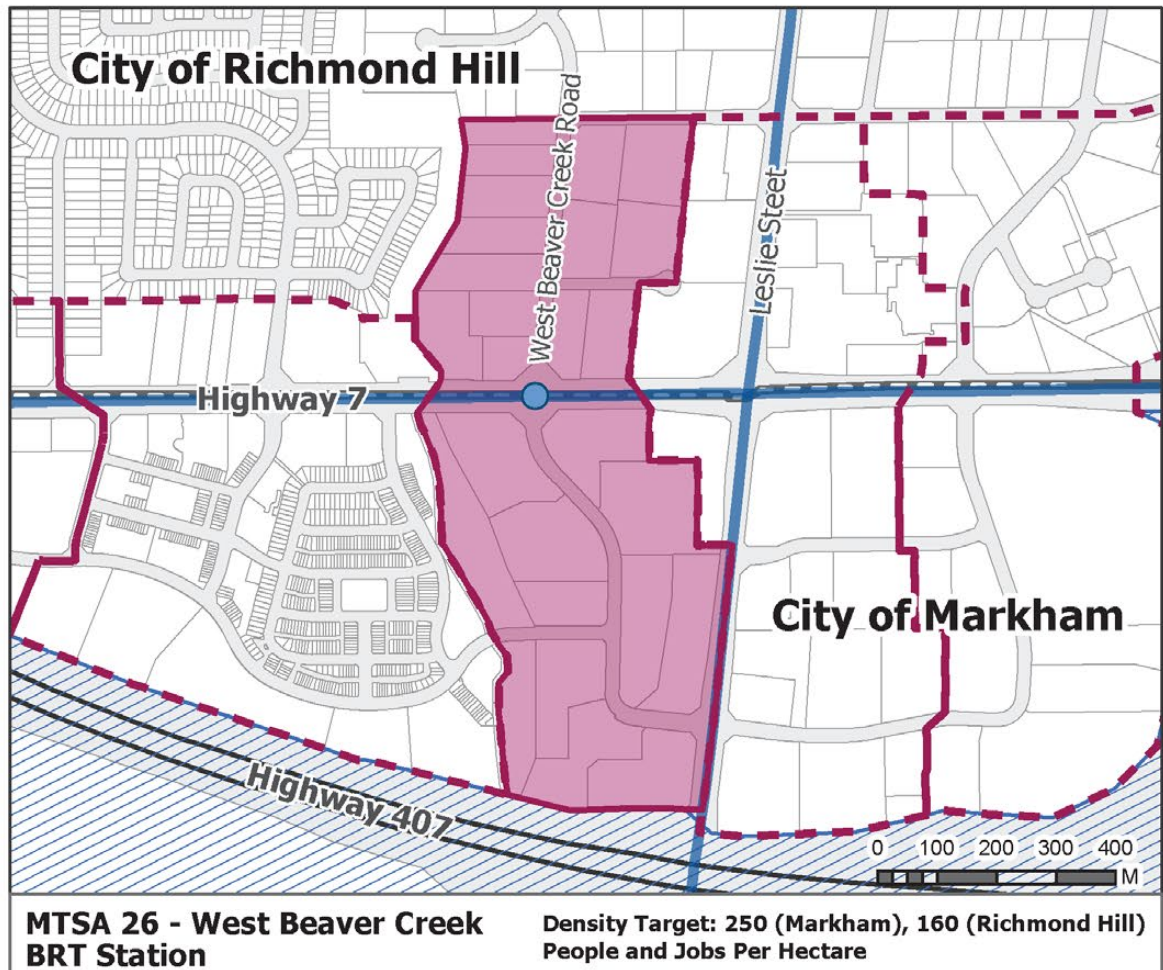 City of Richmond Hill
West Beaver Creek Road
Leslie Steet
Highway 7
City of Markham
Highway 407
0 100 200 300 400
M
MTSA 26 - West Beaver Creek
BRT Station
Density Target: 250 (Markham), 160 (Richmond Hill)
People and Jobs Per Hectare